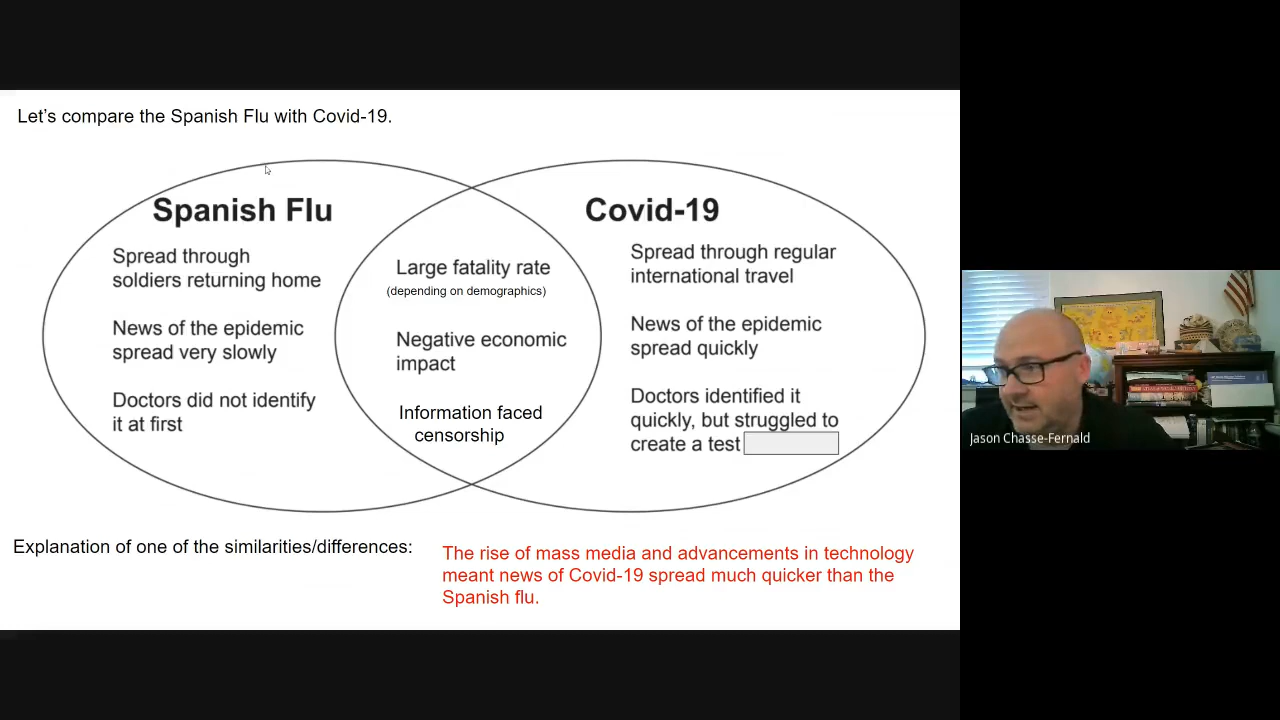 Let's compare the Spanish Flu with Covid-19.
Spanish Flu
Spread through
soldiers returning home
News of the epidemic
spread very slowly
Doctors did not identify
it at first
Large fatality rate
(depending on demographics)
Negative economic
impact
Information faced
censorship
Covid-19
Spread through regular
international travel
News of the epidemic
spread quickly
Doctors identified it
quickly, but struggled to
create a test
Explanation of one of the similarities/differences:
The rise of mass media and advancements in technology
meant news of Covid-19 spread much quicker than the
Spanish flu.
Jason Chasse-Fernald